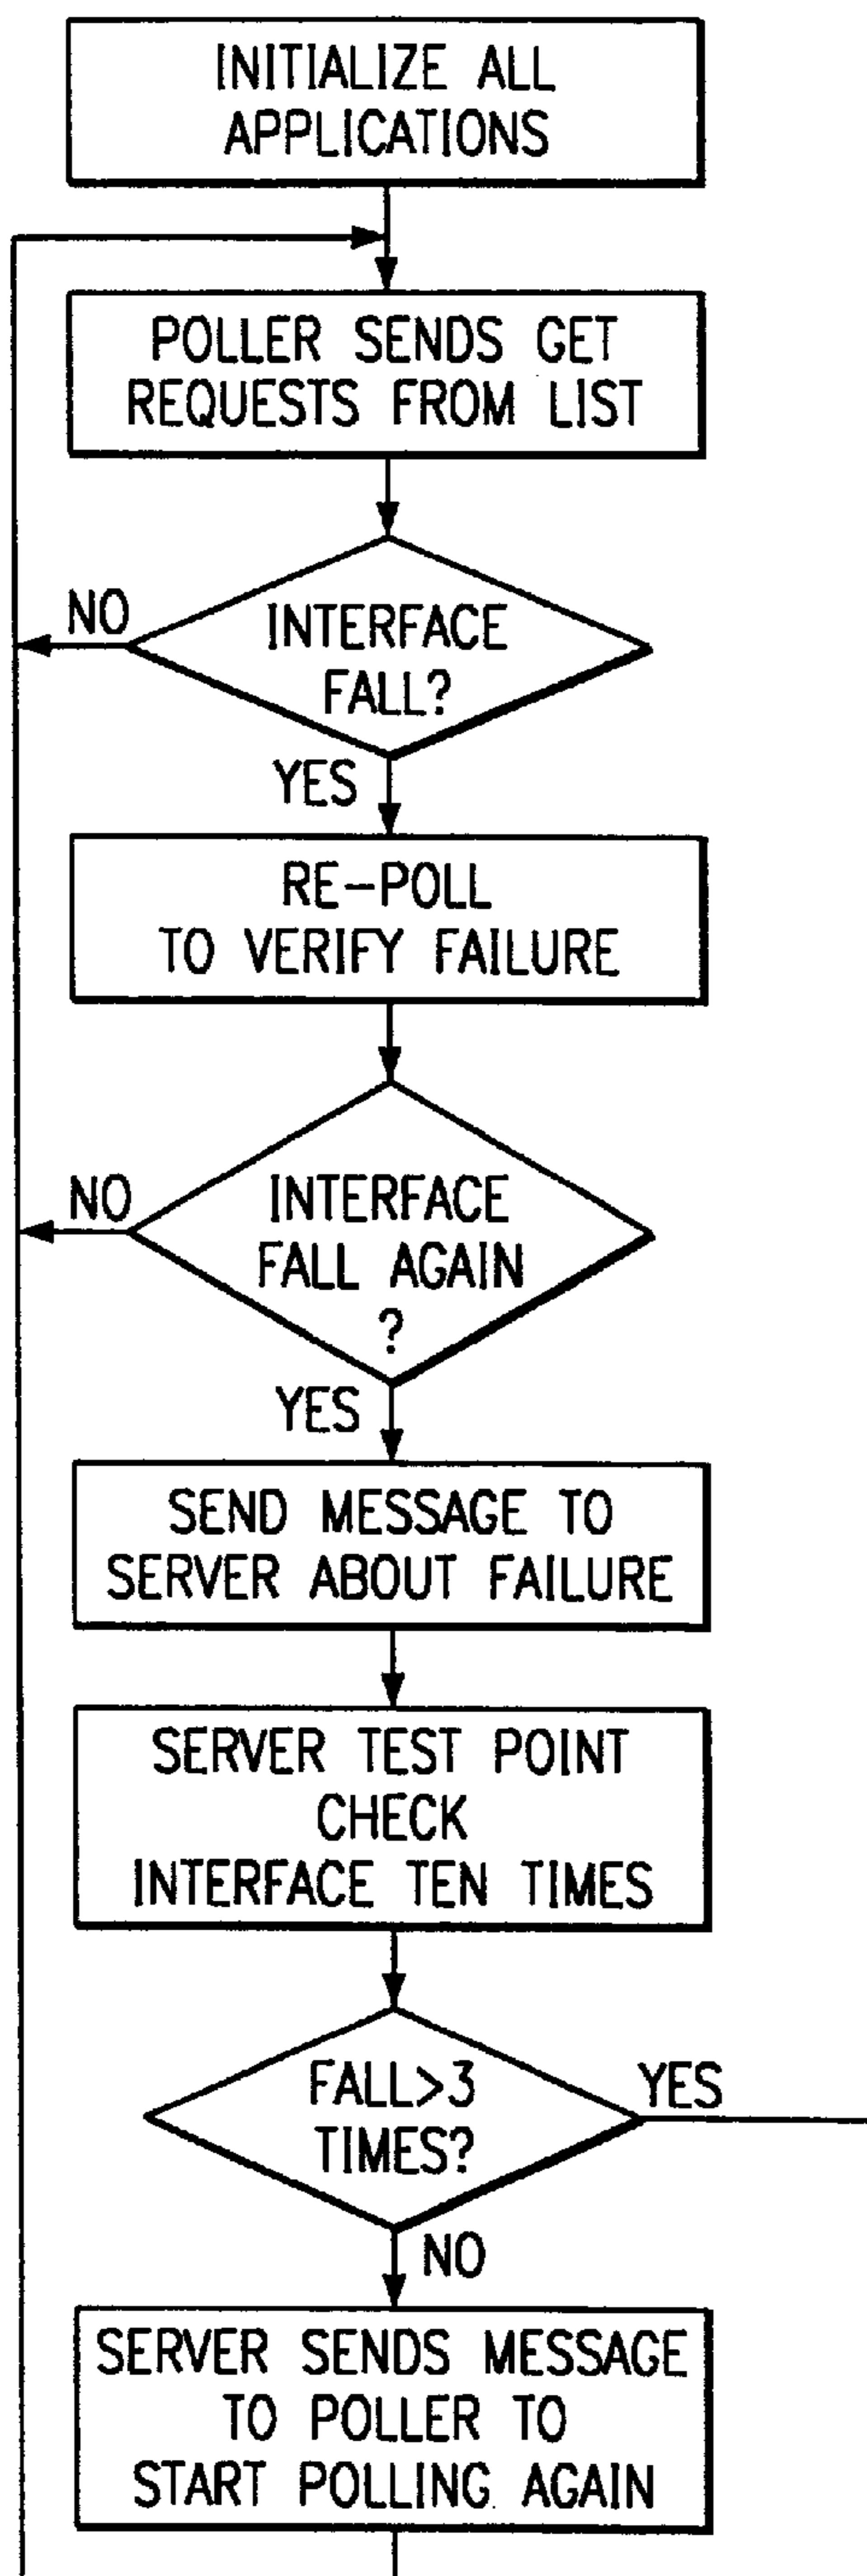 INITIALIZE ALL
APPLICATIONS
POLLER SENDS GET
REQUESTS FROM LIST
NO
INTERFACE
FALL?
YES
RE-POLL
TO VERIFY FAILURE
NO
INTERFACE
FALL AGAIN
?
YES
SEND MESSAGE TO
SERVER ABOUT FAILURE
SERVER TEST POINT
CHECK
INTERFACE TEN TIMES
FALL>3
TIMES?
YES
NO
SERVER SENDS MESSAGE
TO POLLER TO
START POLLING AGAIN